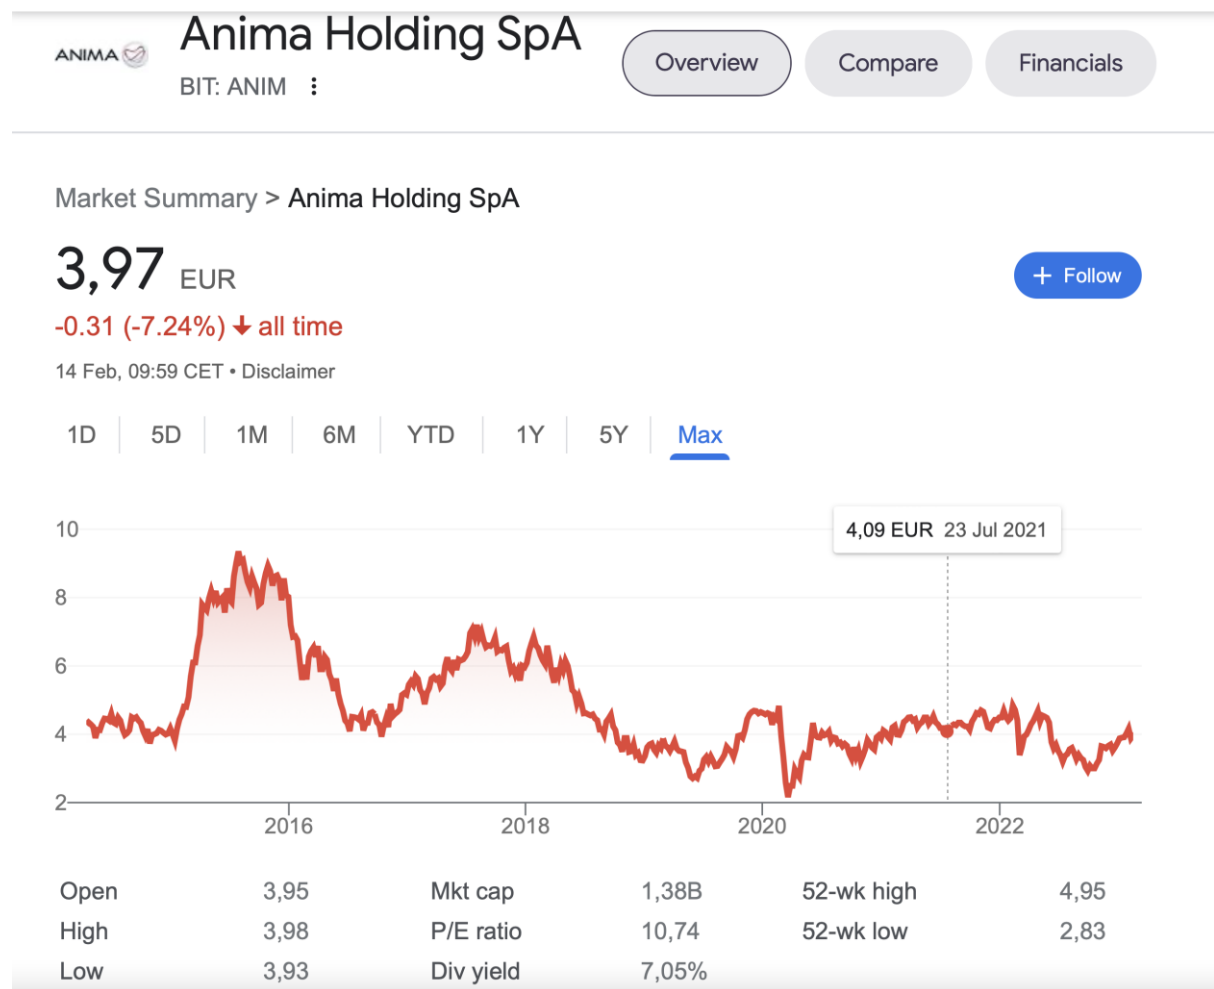 ANIMA
Anima Holding SpA
BIT: ANIM
Overview
Compare
Financials
Market Summary > Anima Holding SpA
3,97 EUR
+ Follow
-0.31 (-7.24%) ↓ all time
14 Feb, 09:59 CET • Disclaimer
1D 5D 1M 6M YTD 1Y 5Y Max
4,09 EUR 23 Jul 2021
10
8
6
4
2
2016 2018 2020 2022
Open 3,95 Mkt cap 1,38B 52-wk high 4,95
High 3,98 P/E ratio 10,74 52-wk low 2,83
Low 3,93 Div yield 7,05%